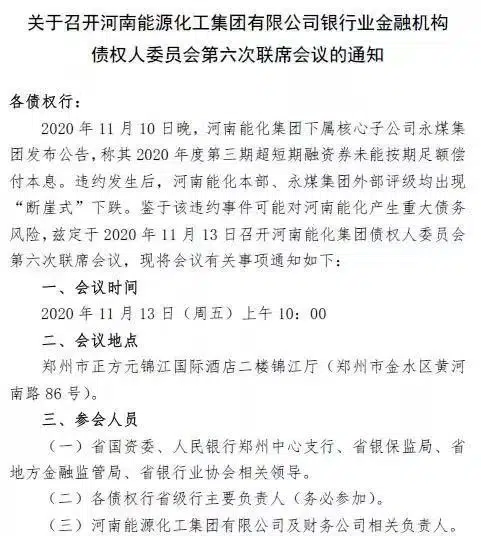 关于召开河南能源化工集团有限公司银行业金融机构
债权人委员会第六次联席会议的通知
各债权行：
2020 年 11 月 10 日晚，河南能化集团下属核心子公司永煤集
团发布公告，称其 2020 年度第三期超短期融资券未能按期足额偿
付本息。违约发生后，河南能化本部、永煤集团外部评级均出现
“断崖式”下跌。鉴于该违约事件可能对河南能化产生重大债务
风险，兹定于 2020 年 11 月 13 日召开河南能化集团债权人委员会
第六次联席会议，现将会议有关事项通知如下：
一、会议时间
2020 年 11 月 13 日（周五）上午 10：00
二、会议地点
郑州市正方元锦江国际酒店二楼锦江厅（郑州市金水区黄河
南路 86 号）。
三、参会人员
（一）省国资委、人民银行郑州中心支行、省银保监局、省
地方金融监管局、省银行业协会相关领导。
（二）各债权行省级行主要负责人（务必参加）。
（三）河南能源化工集团有限公司及财务公司相关负责人。